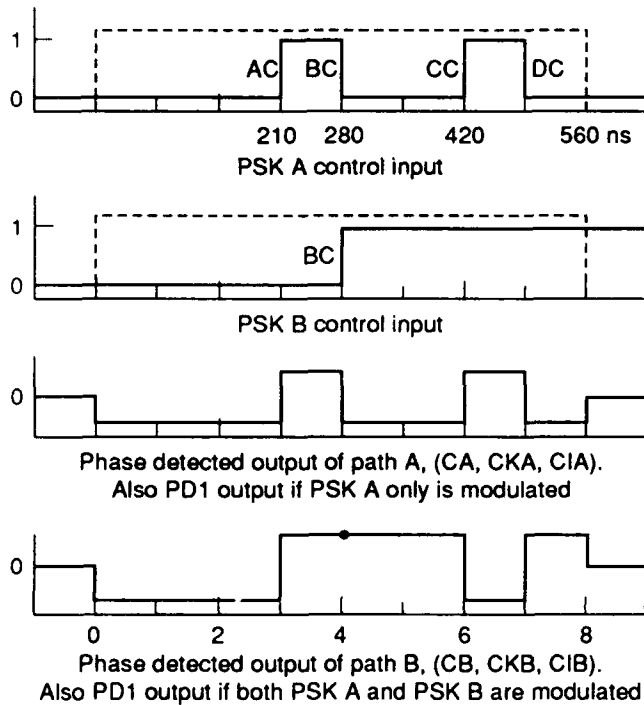 1
AC BC CC DC
0
210 280 420 560 ns
PSK A control input
1
BC
0
PSK B control input
0
Phase detected output of path A, (CA, CKA, CIA).
Also PD1 output if PSK A only is modulated
0
0 2 4 6 8
Phase detected output of path B, (CB, CKB, CIB).
Also PD1 output if both PSK A and PSK B are modulated